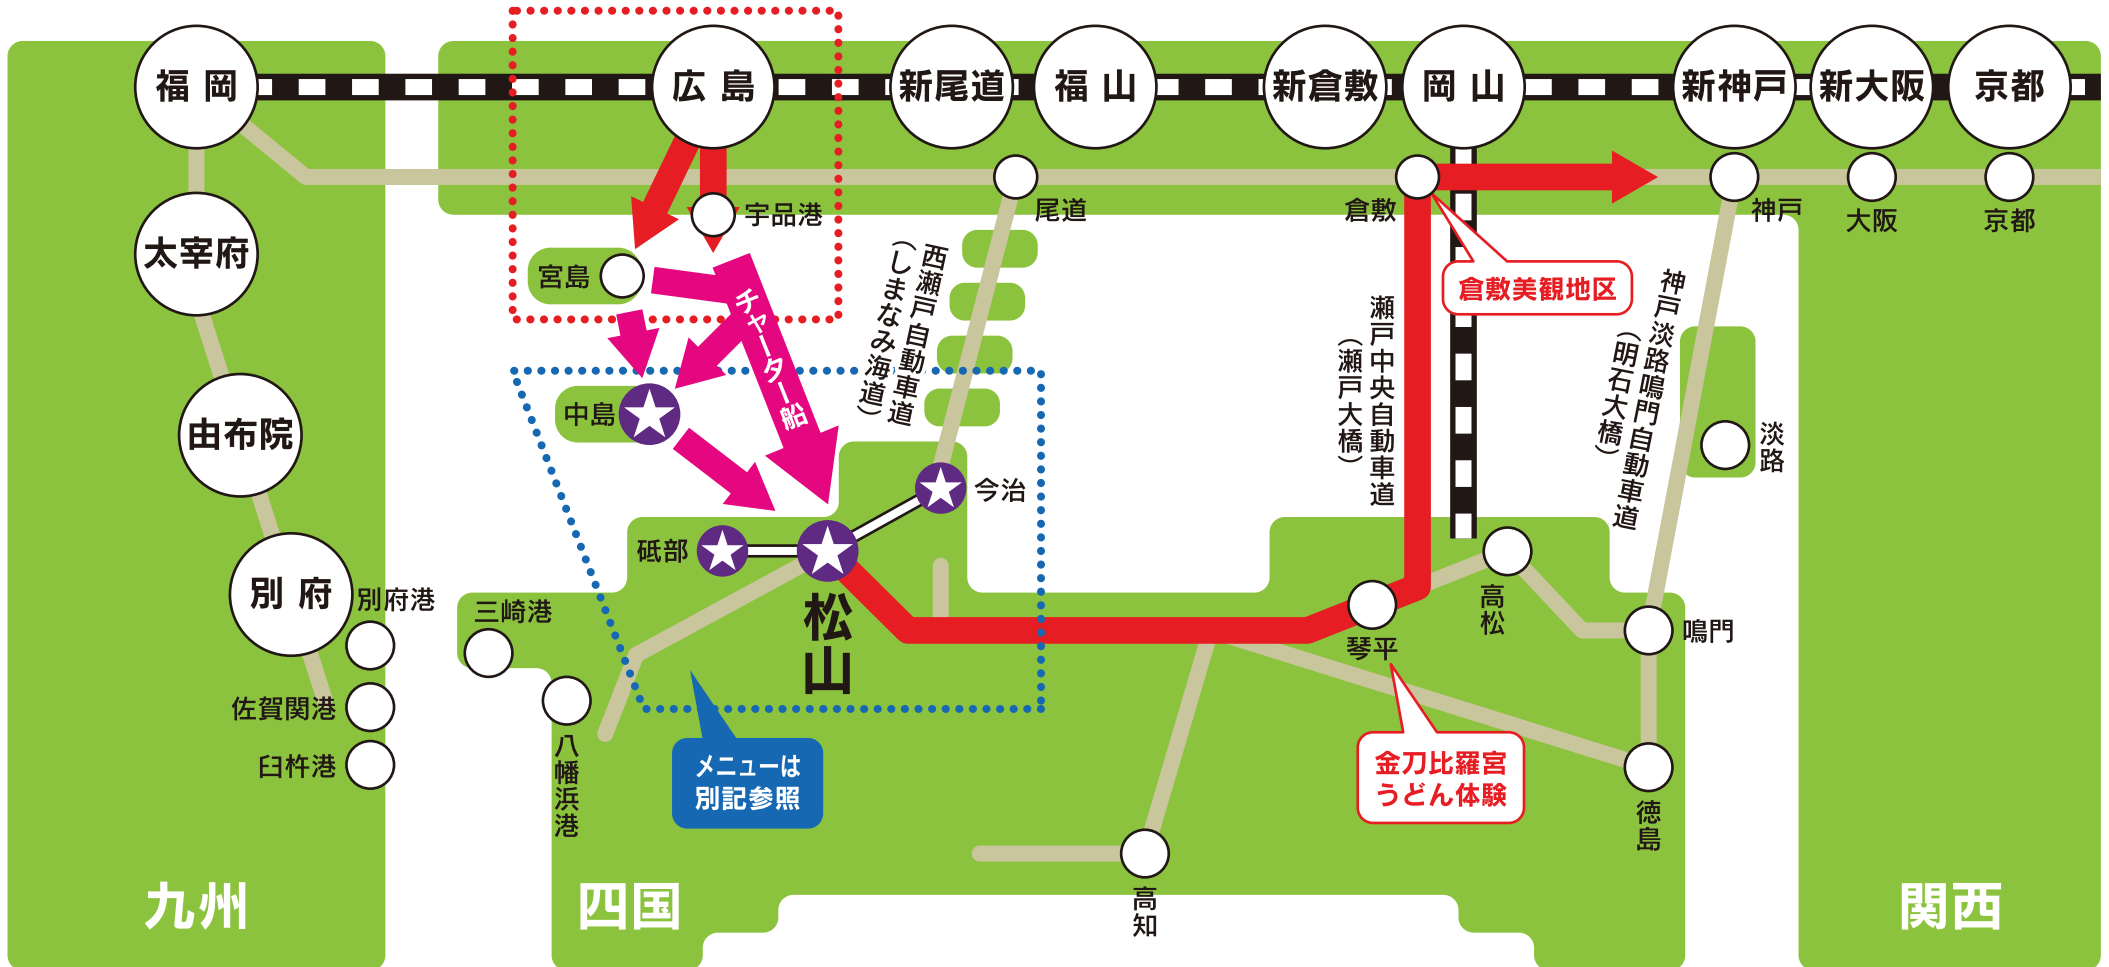 福岡
広島
新尾道
福山
新倉敷
岡山
新神戸
新大阪
京都
太宰府
由布院
別府
別府港
佐賀関港
臼杵港
宇品港
宮島
中島
チャーター船
尾道
西瀬戸自動車道
(しまなみ海道)
今治
砥部
松山
三崎港
八幡浜港
メニューは
別記参照
倉敷
倉敷美観地区
瀬戸中央自動車道
(瀬戸大橋)
神戸
大阪
京都
神戸淡路鳴門自動車道
(明石大橋)
淡路
高松
琴平
金刀比羅宮
うどん体験
鳴門
徳島
高知
九州
四国
関西